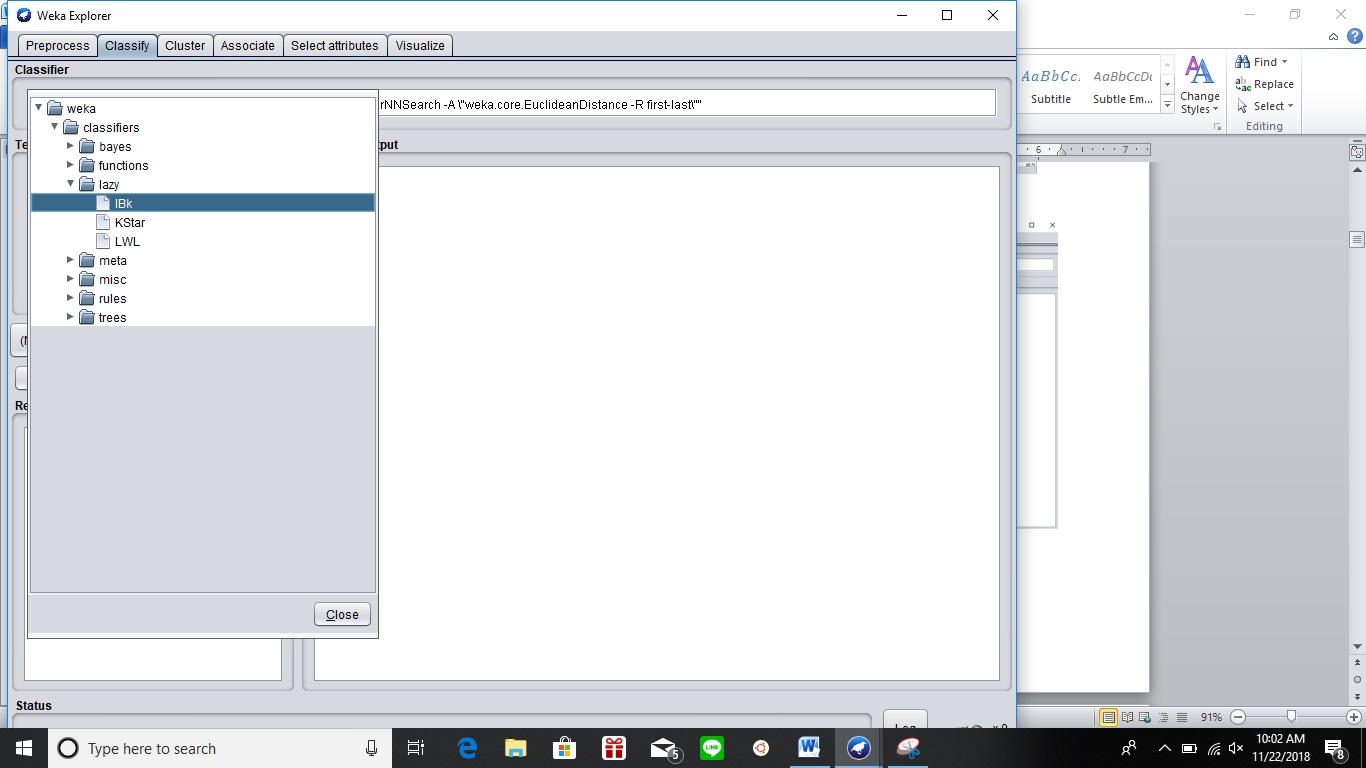 Weka Explorer
Preprocess
Classify
Cluster
Associate
Select attributes
Visualize
Classifier
rNNSearch -A \"weka.core.EuclideanDistance -R first-last\""
weka
classifiers
bayes
functions
lazy
IBk
KStar
LWL
meta
misc
rules
trees
Close
Status
Log
AaBbCc.
AaBbCcDc
Subtitle
Subtle Em...
Change
Styles
Find
Replace
Select
Editing
6
7
91%
Type here to search
5
LINE
10:02 AM
11/22/2018
8